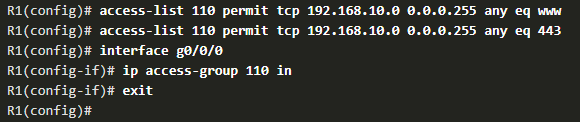 R1(config)# access-list 110 permit tcp 192.168.10.0 0.0.0.255 any eq www
R1(config)# access-list 110 permit tcp 192.168.10.0 0.0.0.255 any eq 443
R1(config)# interface g0/0/0
R1(config-if)# ip access-group 110 in
R1(config-if)# exit
R1(config)#